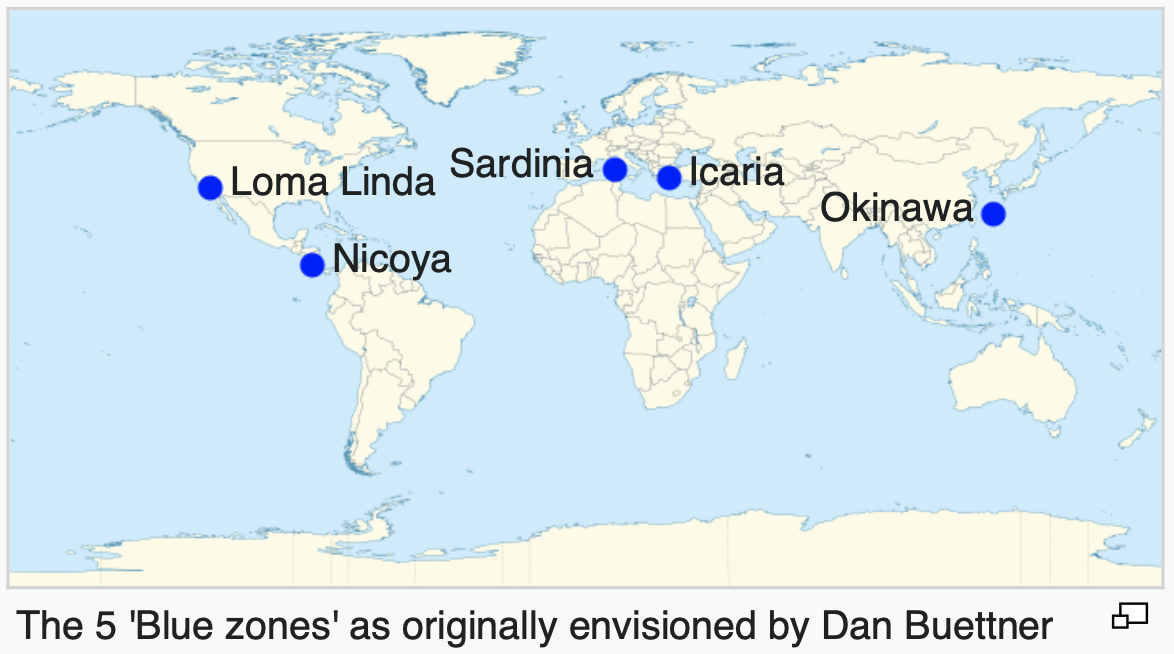 Sardinia
Icaria
Loma Linda
Okinawa
Nicoya
The 5 'Blue zones' as originally envisioned by Dan Buettner